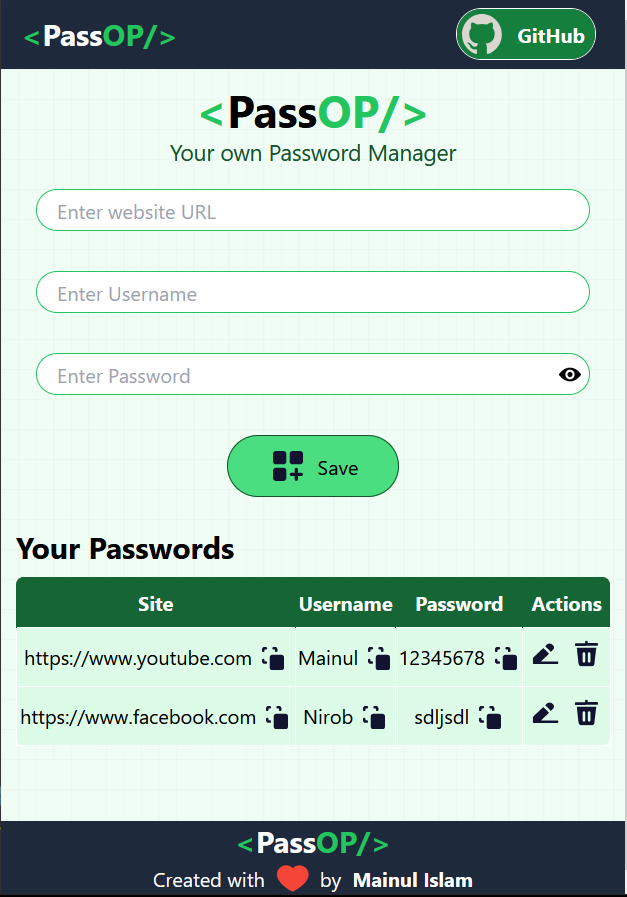 <PassOP/>
GitHub
<PassOP/>
Your own Password Manager
Enter website URL
Enter Username
Enter Password
Save
Your Passwords
Site Username Password Actions
https://www.youtube.com Mainul 12345678
https://www.facebook.com Nirob sdljsdl
<PassOP/>
Created with by Mainul Islam